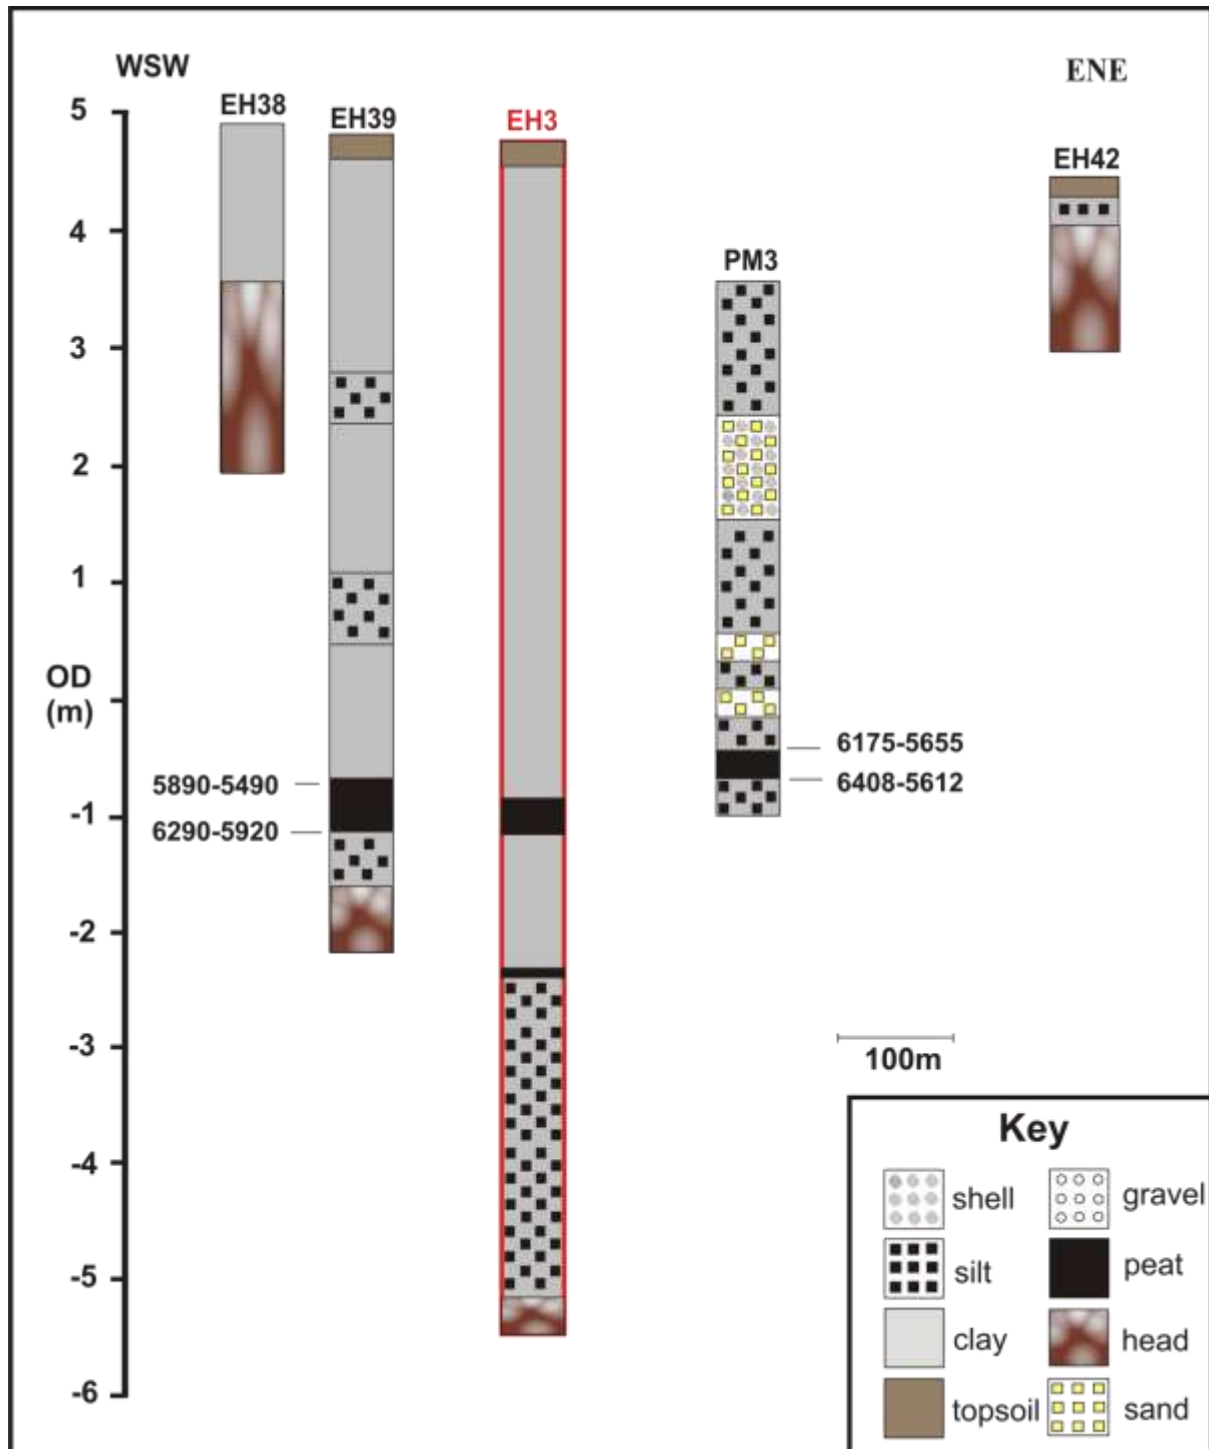 WSW
ENE
EH38
EH39
EH3
EH42
PM3
5
4
3
2
1
OD
(m)
-1
-2
-3
-4
-5
-6
5890-5490
6290-5920
6175-5655
6408-5612
100m
Key
shell
gravel
silt
peat
clay
head
topsoil
sand